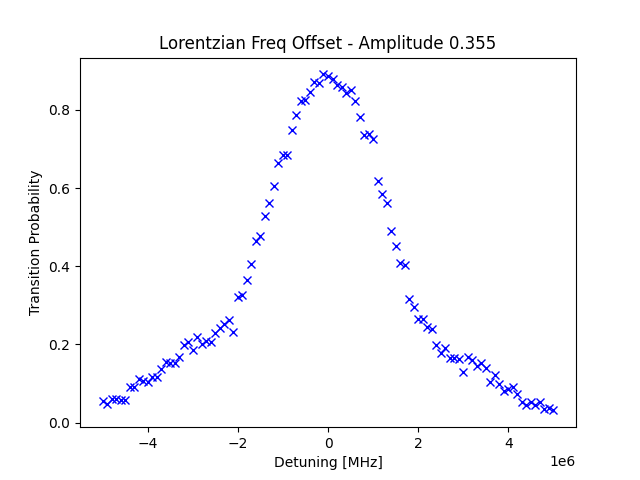 Lorentzian Freq Offset - Amplitude 0.355
Transition Probability
0.8
0.6
0.4
0.2
0.0
−4 −2 0 2 4
1e6
Detuning [MHz]